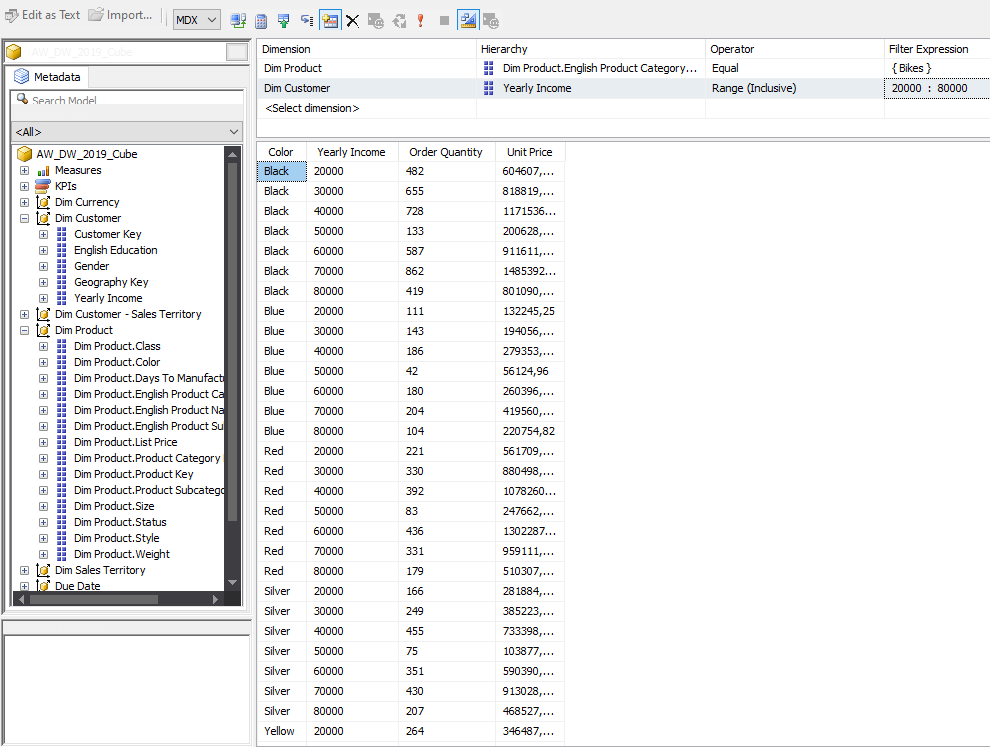 Edit as Text Import... MDX
AW_DW_2019_Cube
Metadata
Search Model
<All>
AW_DW_2019_Cube
Measures
KPIs
Dim Currency
Dim Customer
Customer Key
English Education
Gender
Geography Key
Yearly Income
Dim Customer - Sales Territory
Dim Product
Dim Product.Class
Dim Product.Color
Dim Product.Days To Manufacti
Dim Product.English Product Ca
Dim Product.English Product Na
Dim Product.English Product Su
Dim Product.List Price
Dim Product.Product Category
Dim Product.Product Key
Dim Product.Product Subcatego
Dim Product.Size
Dim Product.Status
Dim Product.Style
Dim Product.Weight
Dim Sales Territory
Due Date
Dimension Hierarchy Operator Filter Expression
Dim Product Dim Product.English Product Category... Equal { Bikes }
Dim Customer Yearly Income Range (Inclusive) 20000 : 80000
<Select dimension>
Color Yearly Income Order Quantity Unit Price
Black 20000 482 604607,...
Black 30000 655 818819,...
Black 40000 728 1171536...
Black 50000 133 200628,...
Black 60000 587 911611,...
Black 70000 862 1485392...
Black 80000 419 801090,...
Blue 20000 111 132245,25
Blue 30000 143 194056,...
Blue 40000 186 279353,...
Blue 50000 42 56124,96
Blue 60000 180 260396,...
Blue 70000 204 419560,...
Blue 80000 104 220754,82
Red 20000 221 561709,...
Red 30000 330 880498,...
Red 40000 392 1078260...
Red 50000 83 247662,...
Red 60000 436 1302287...
Red 70000 331 959111,...
Red 80000 179 510307,...
Silver 20000 166 281884,...
Silver 30000 249 385223,...
Silver 40000 455 733398,...
Silver 50000 75 103877,...
Silver 60000 351 590390,...
Silver 70000 430 913028,...
Silver 80000 207 468527,...
Yellow 20000 264 346487,...